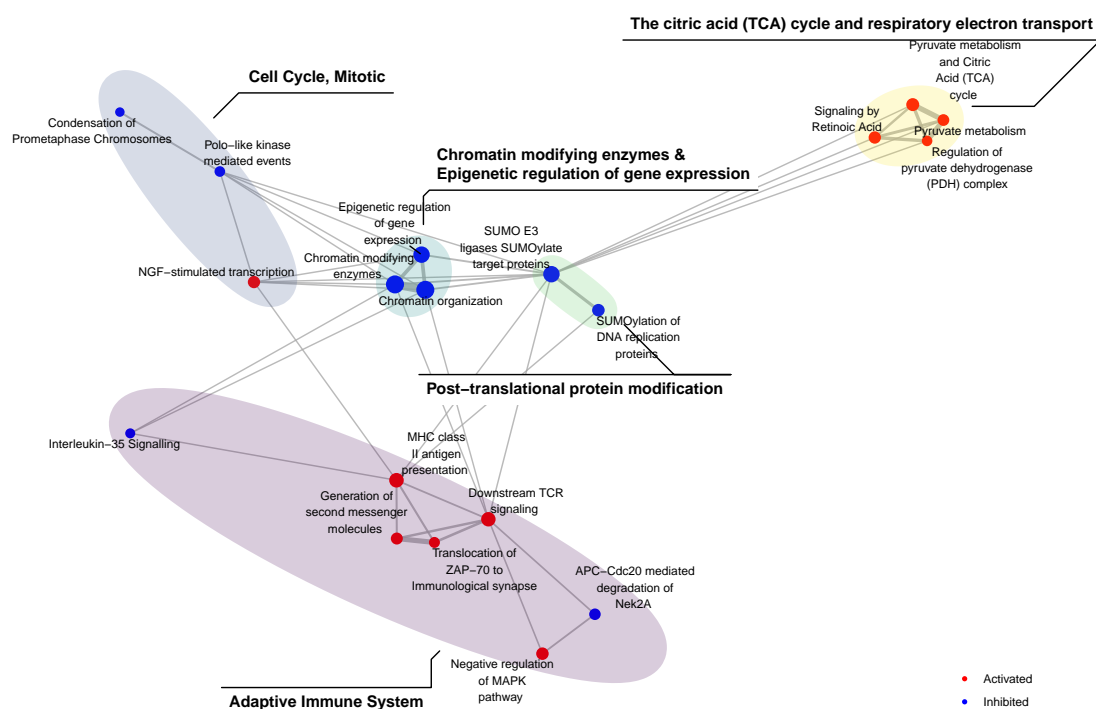 The citric acid (TCA) cycle and respiratory electron transport
Pyruvate metabolism
and Citric
Acid (TCA)
cycle
Cell Cycle, Mitotic
Signaling by
Retinoic Acid
Condensation of
Prometaphase Chromosomes
Pyruvate metabolism
Polo−like kinase
mediated events
Regulation of
pyruvate dehydrogenase
(PDH) complex
Chromatin modifying enzymes &
Epigenetic regulation of gene expression
Epigenetic regulation
of gene
expression
SUMO E3
ligases SUMOylate
target proteins
Chromatin modifying
enzymes
NGF−stimulated transcription
Chromatin organization
SUMOylation of
DNA replication
proteins
Post−translational protein modification
Interleukin−35 Signalling
MHC class
II antigen
presentation
Generation of
second messenger
molecules
Downstream TCR
signaling
Translocation of
ZAP−70 to
Immunological synapse
APC−Cdc20 mediated
degradation of
Nek2A
Negative regulation
of MAPK
pathway
Adaptive Immune System
Activated
Inhibited